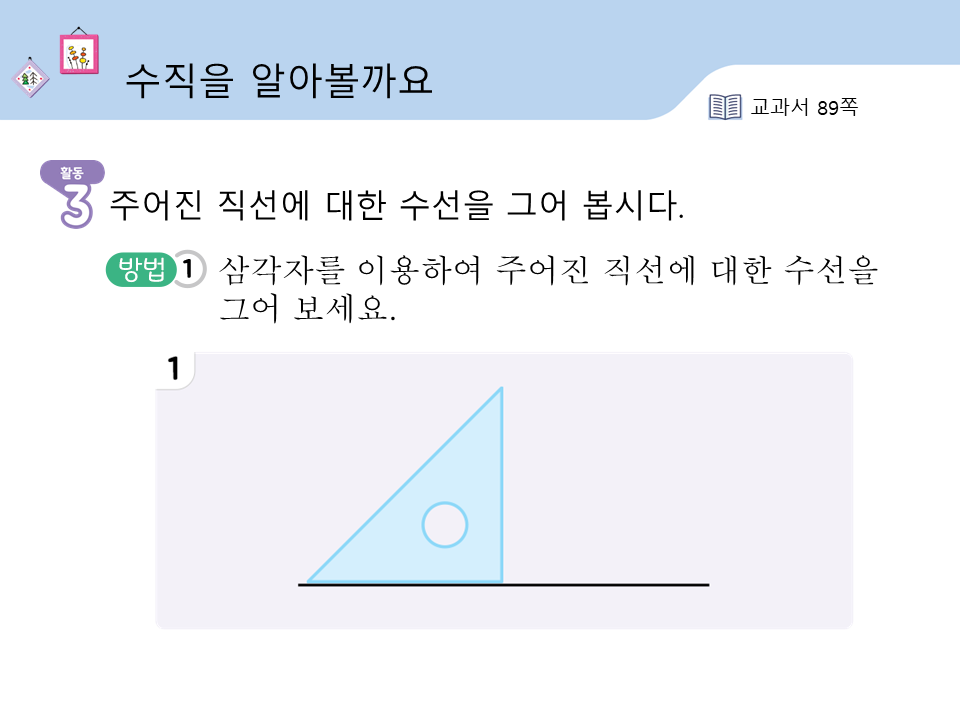 수직을 알아볼까요
교과서 89쪽
활동
3 주어진 직선에 대한 수선을 그어 봅시다.
방법 1 삼각자를 이용하여 주어진 직선에 대한 수선을
그어 보세요.
1